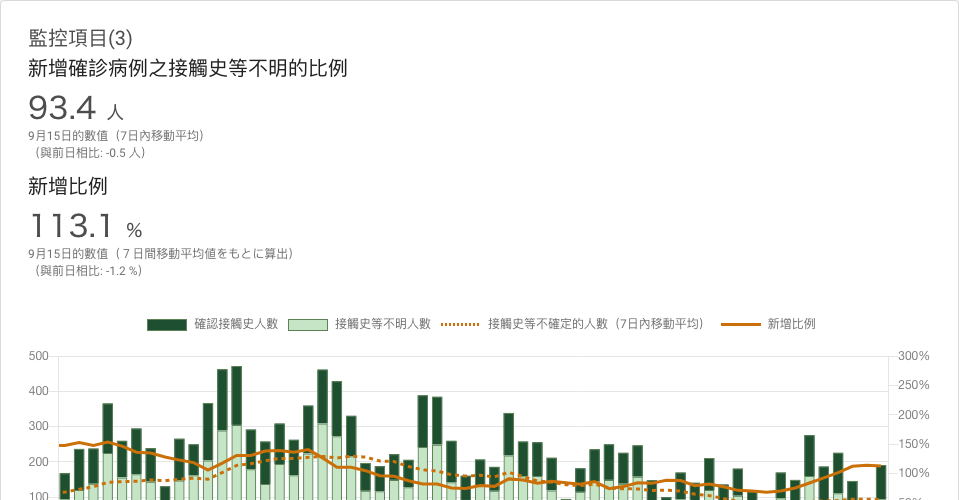 監控項目(3)
新增確診病例之接觸史等不明的比例
93.4 人
9月15日的數值（7日內移動平均）
（與前日相比: -0.5 人）
新增比例
113.1 %
9月15日的數值（７日間移動平均値をもとに算出）
（與前日相比: -1.2 %）
確認接觸史人數 接觸史等不明人數 接觸史等不確定的人數（7日內移動平均） 新增比例
500 300%
250%
400
200%
300
150%
200
100%
100